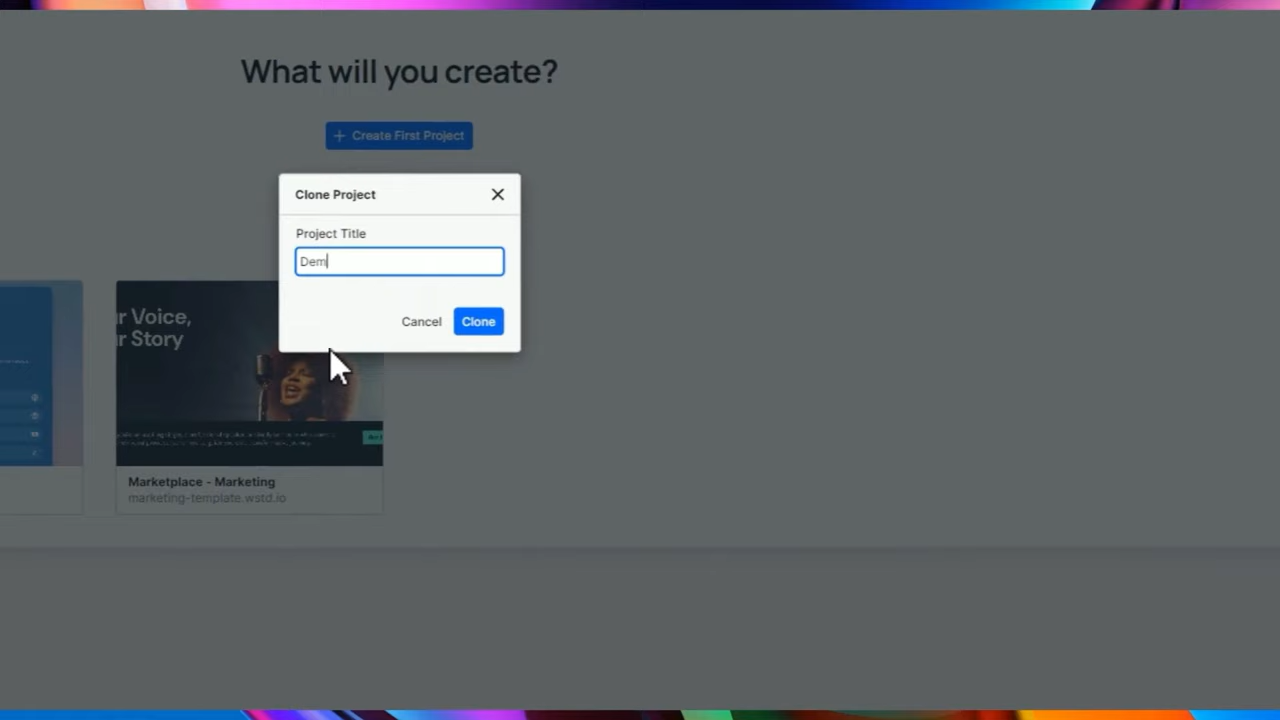 What will you create?
+ Create First Project
Clone Project
Project Title
Dem
Cancel
Clone
r Voice,
r Story
Marketplace - Marketing
marketing-template.wstd.io